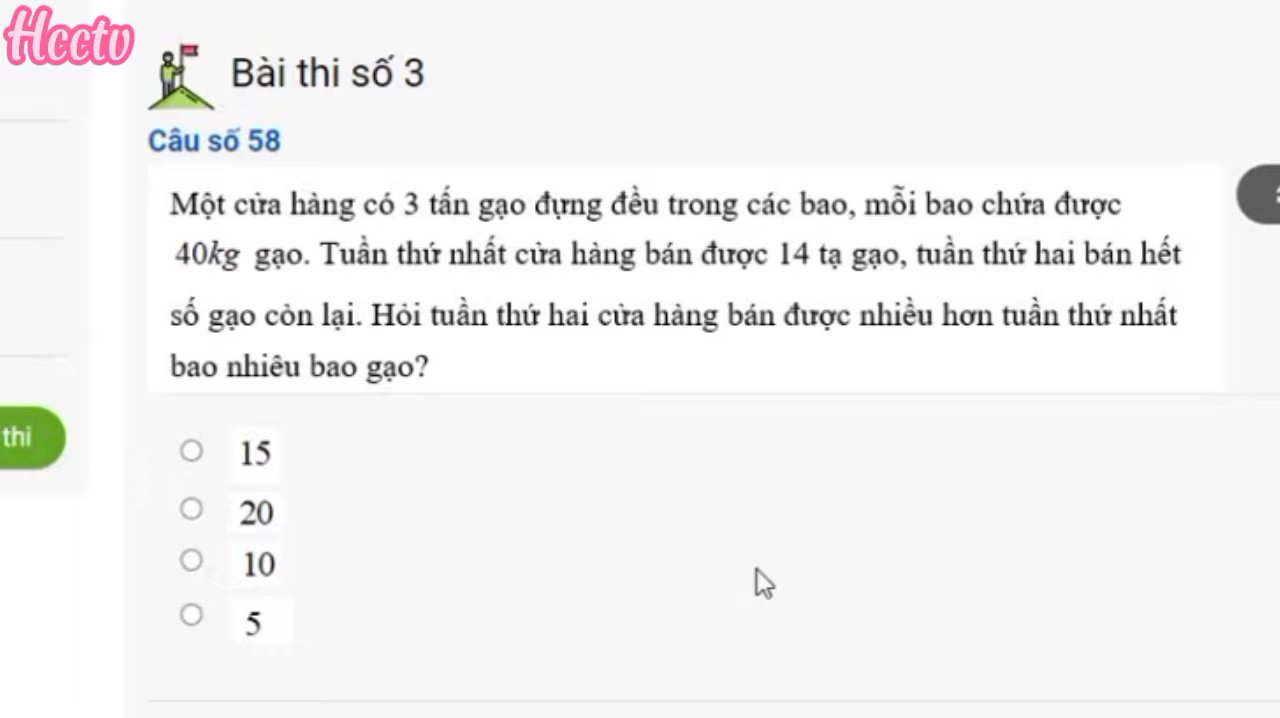 Hcctv
Bài thi số 3
Câu số 58
Một cửa hàng có 3 tấn gạo đựng đều trong các bao, mỗi bao chứa được
40kg gạo. Tuần thứ nhất cửa hàng bán được 14 tạ gạo, tuần thứ hai bán hết
số gạo còn lại. Hỏi tuần thứ hai cửa hàng bán được nhiều hơn tuần thứ nhất
bao nhiêu bao gạo?
thi
15
20
10
5